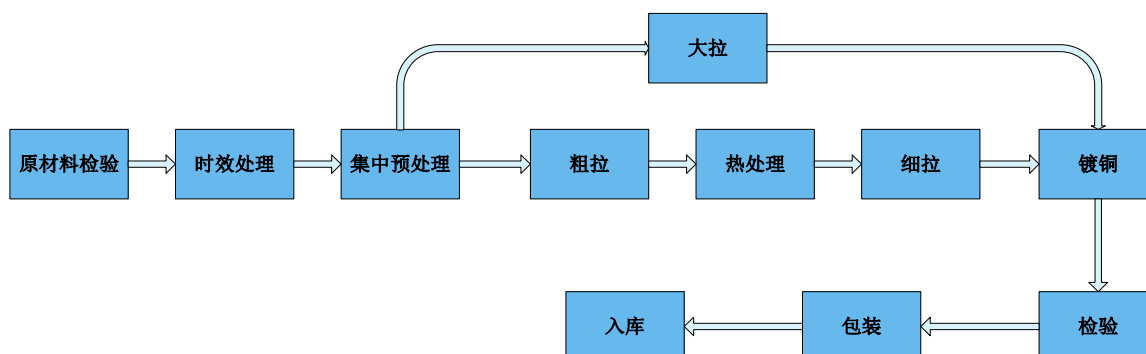 大拉
原材料检验
时效处理
集中预处理
粗拉
热处理
细拉
镀铜
入库
包装
检验